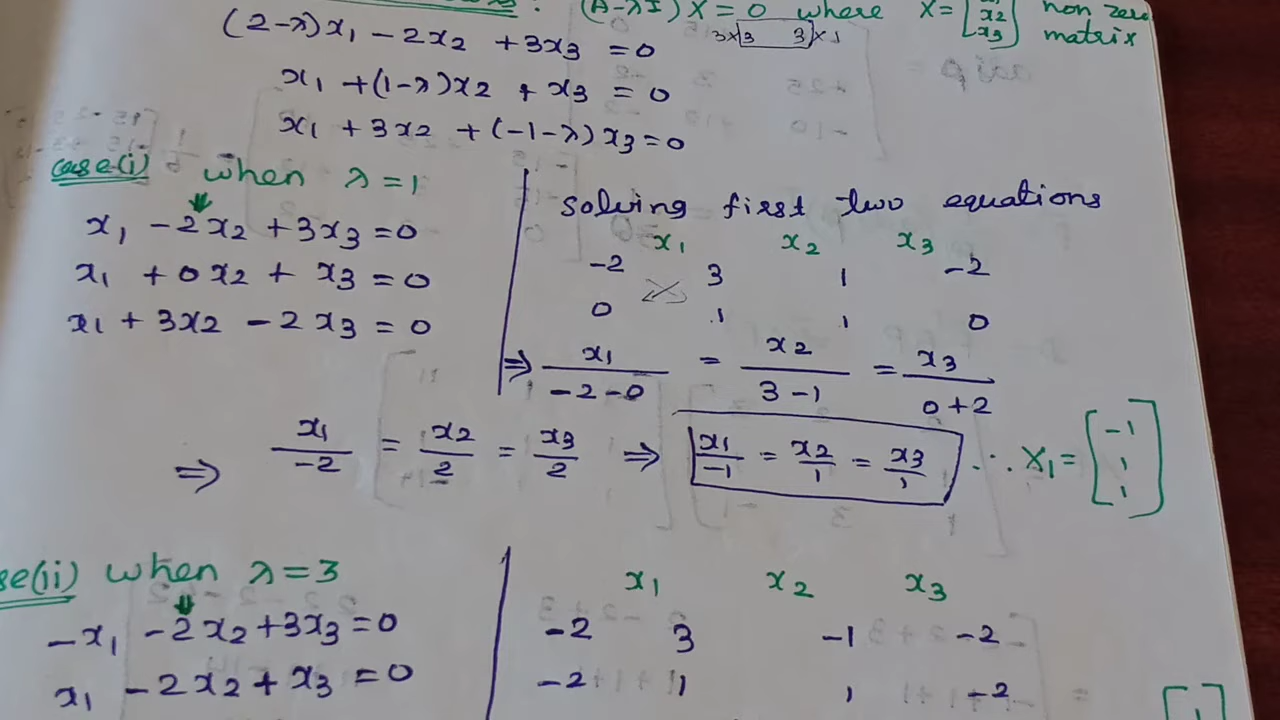 (A-λI) X = 0 where X = [x2 x3] non zero matrix
3×3 3×1
(2-λ)x1 - 2x2 + 3x3 = 0
x1 + (1-λ)x2 + x3 = 0
x1 + 3x2 + (-1-λ)x3 = 0
case(i) when λ=1
x1 - 2x2 + 3x3 = 0
x1 + 0x2 + x3 = 0
x1 + 3x2 - 2x3 = 0
solving first two equations
x1 x2 x3
-2 3 1 -2
0 1 1 0
⇒ x1/(-2-0) = x2/(3-1) = x3/(0+2)
⇒ x1/-2 = x2/2 = x3/2 ⇒ x1/-1 = x2/1 = x3/1 ∴ X1 = [-1 1 1]
se(ii) when λ=3
-x1 - 2x2 + 3x3 = 0
x1 - 2x2 + x3 = 0
x1 x2 x3
-2 3 -1 -2
-2 1 1 -2